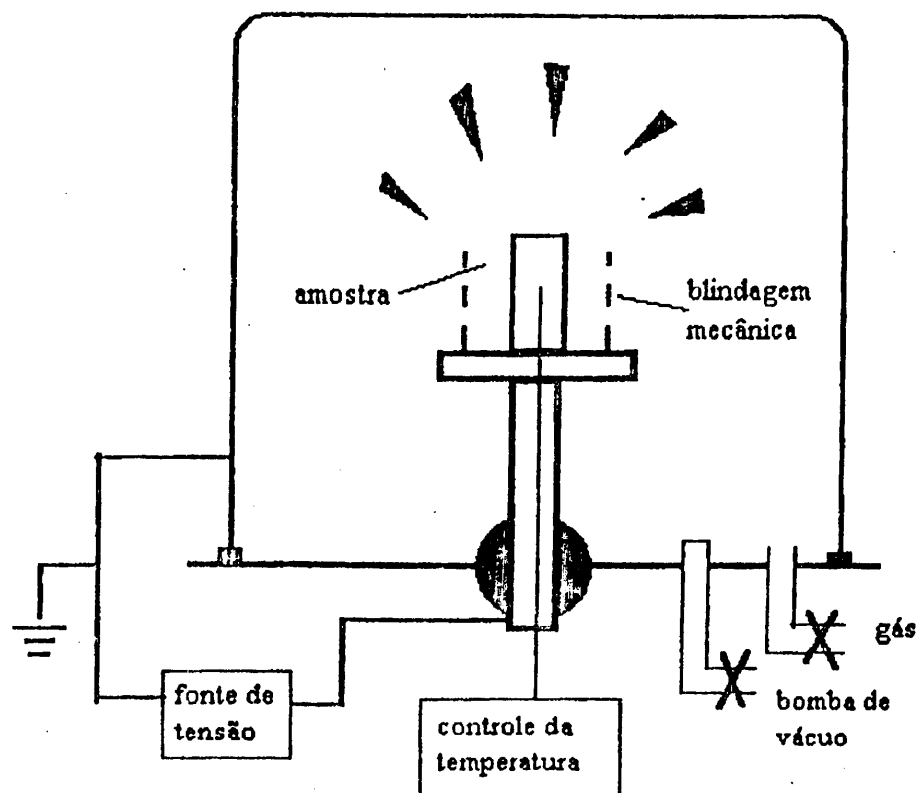 amostra
blindagem
mecânica
gás
fonte de
tensão
controle da
temperatura
bomba de
vácuo